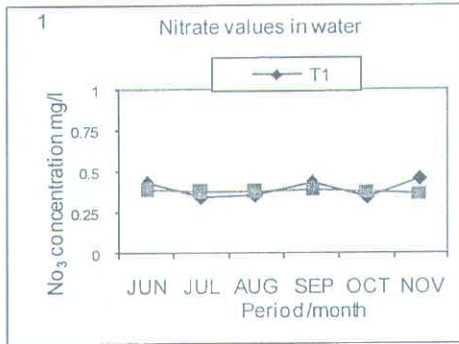 1
Nitrate values in water
T1
No3 concentration mg/l
1
0.75
0.5
0.25
0
JUN JUL AUG SEP OCT NOV
Period/month